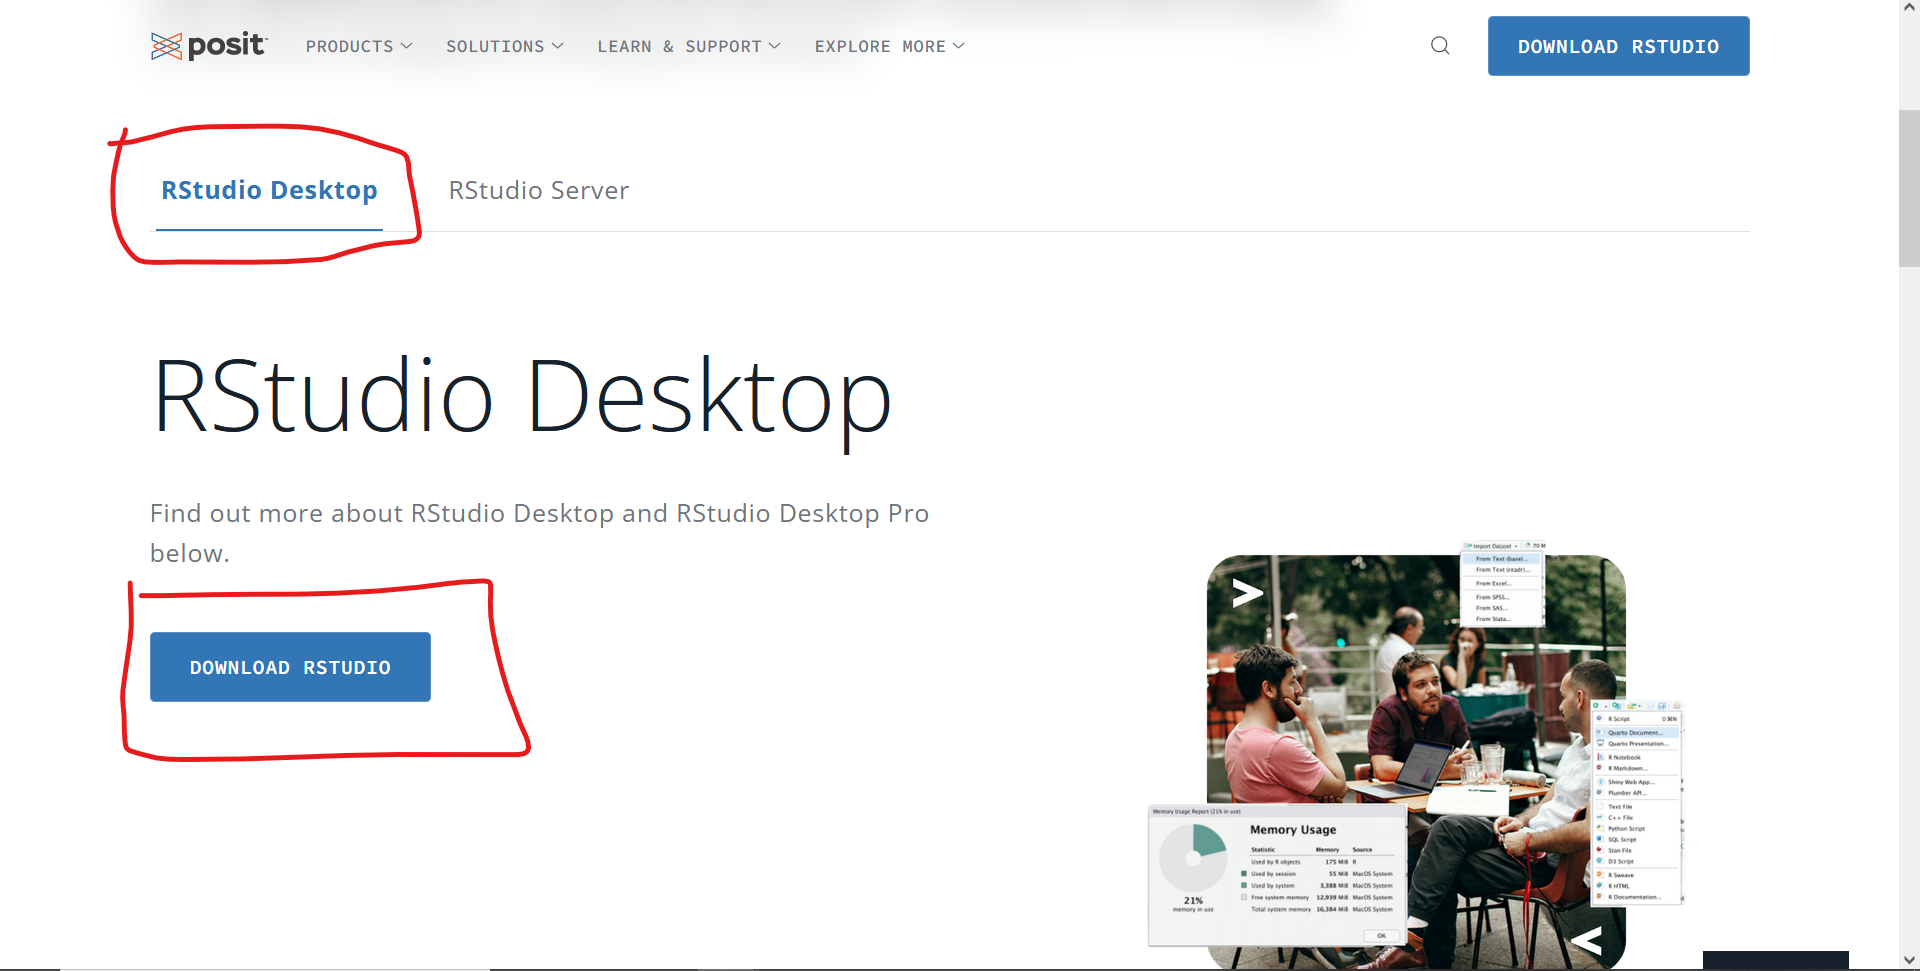 posit
PRODUCTS SOLUTIONS LEARN & SUPPORT EXPLORE MORE DOWNLOAD RSTUDIO
RStudio Desktop RStudio Server
RStudio Desktop
Find out more about RStudio Desktop and RStudio Desktop Pro
below.
DOWNLOAD RSTUDIO
Import Dataset 70 M
From Text (base)...
From Text (readr)...
From Excel...
From SPSS...
From SAS...
From Stata...
R Script ⇧⌘N
Quarto Document...
Quarto Presentation...
R Notebook
R Markdown...
Shiny Web App...
Plumber API...
Text File
C++ File
Python Script
SQL Script
Stan File
D3 Script
R Sweave
R HTML
R Documentation...
Memory Usage Report (21% in use)
Memory Usage
Statistic Memory Source
Used by R objects 175 MiB R
Used by session 55 MiB MacOS System
Used by system 3,388 MiB MacOS System
Free system memory 12,939 MiB MacOS System
Total system memory 16,384 MiB MacOS System
21%
memory in use
OK